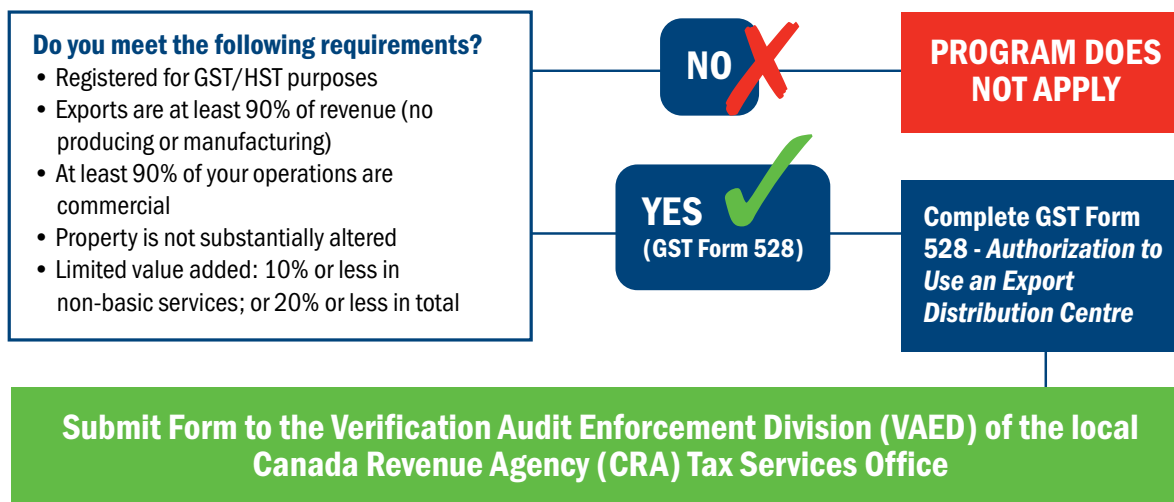 Do you meet the following requirements?
• Registered for GST/HST purposes
• Exports are at least 90% of revenue (no
producing or manufacturing)
• At least 90% of your operations are
commercial
• Property is not substantially altered
• Limited value added: 10% or less in
non-basic services; or 20% or less in total
NO
PROGRAM DOES
NOT APPLY
YES
(GST Form 528)
Complete GST Form
528 - Authorization to
Use an Export
Distribution Centre
Submit Form to the Verification Audit Enforcement Division (VAED) of the local
Canada Revenue Agency (CRA) Tax Services Office